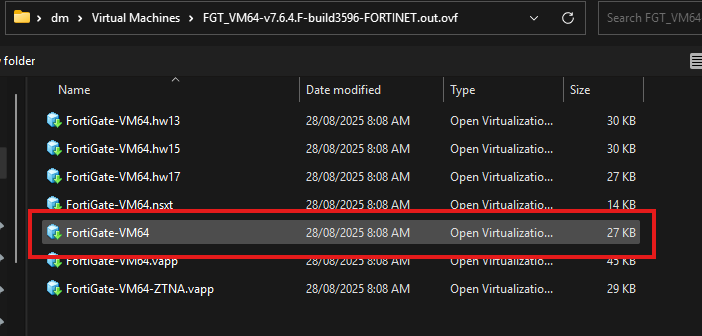 dm > Virtual Machines > FGT_VM64-v7.6.4.F-build3596-FORTINET.out.ovf
Search FGT_VM64
folder
Name Date modified Type Size
FortiGate-VM64.hw13 28/08/2025 8:08 AM Open Virtualizatio... 30 KB
FortiGate-VM64.hw15 28/08/2025 8:08 AM Open Virtualizatio... 30 KB
FortiGate-VM64.hw17 28/08/2025 8:08 AM Open Virtualizatio... 27 KB
FortiGate-VM64.nsxt 28/08/2025 8:08 AM Open Virtualizatio... 14 KB
FortiGate-VM64 28/08/2025 8:08 AM Open Virtualizatio... 27 KB
FortiGate-VM64.vapp 28/08/2025 8:08 AM Open Virtualizatio... 45 KB
FortiGate-VM64-ZTNA.vapp 28/08/2025 8:08 AM Open Virtualizatio... 29 KB